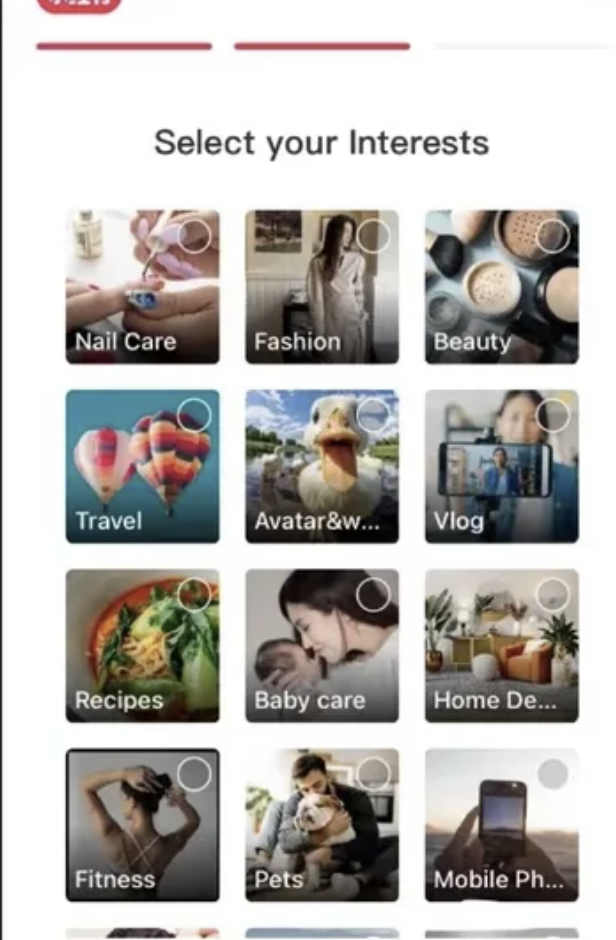 Select your Interests
Nail Care
Fashion
Beauty
Travel
Avatar&w...
Vlog
Recipes
Baby care
Home De...
Fitness
Pets
Mobile Ph...